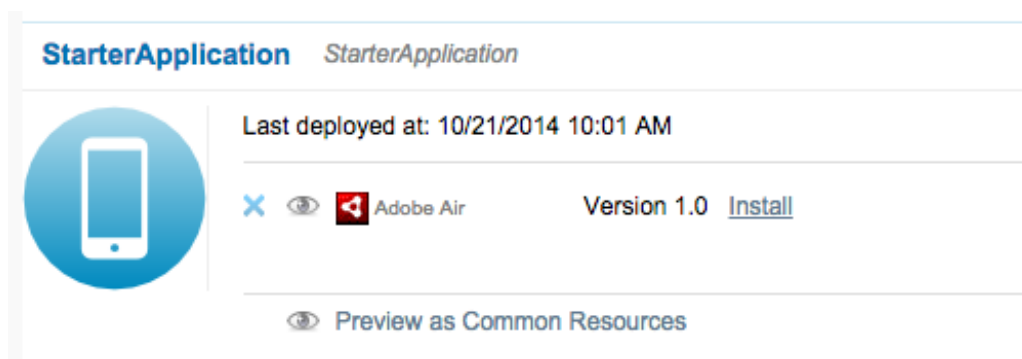 StarterApplication StarterApplication
Last deployed at: 10/21/2014 10:01 AM
Adobe Air Version 1.0 Install
Preview as Common Resources